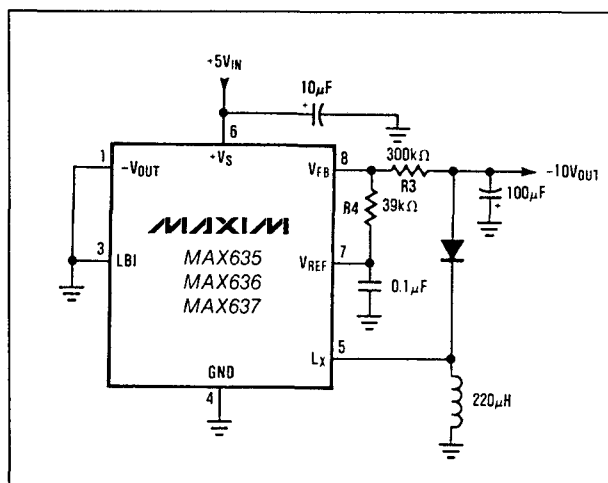 +5VIN
10µF
+
6
+VS
1
-VOUT
VFB
8
300kΩ
R3
-10VOUT
100µF
+
R4
39kΩ
MAXIM
MAX635
MAX636
MAX637
3
LBI
VREF
7
0.1µF
LX
5
GND
4
220µH